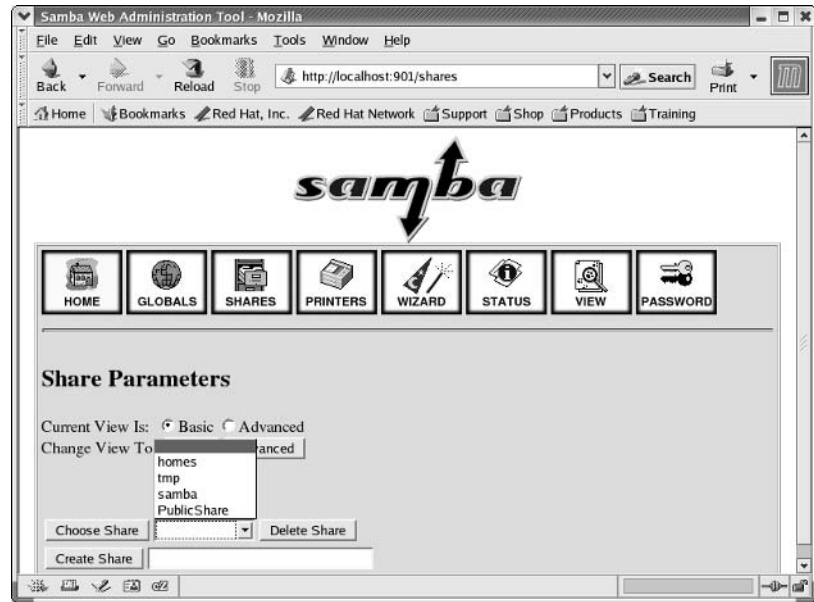 Samba Web Administration Tool - Mozilla
File Edit View Go Bookmarks Tools Window Help
Back Forward Reload Stop http://localhost:901/shares Search Print
Home Bookmarks Red Hat, Inc. Red Hat Network Support Shop Products Training
samba
HOME GLOBALS SHARES PRINTERS WIZARD STATUS VIEW PASSWORD
Share Parameters
Current View Is: Basic Advanced
Change View To
homes
tmp
samba
PublicShare
Choose Share Delete Share
Create Share